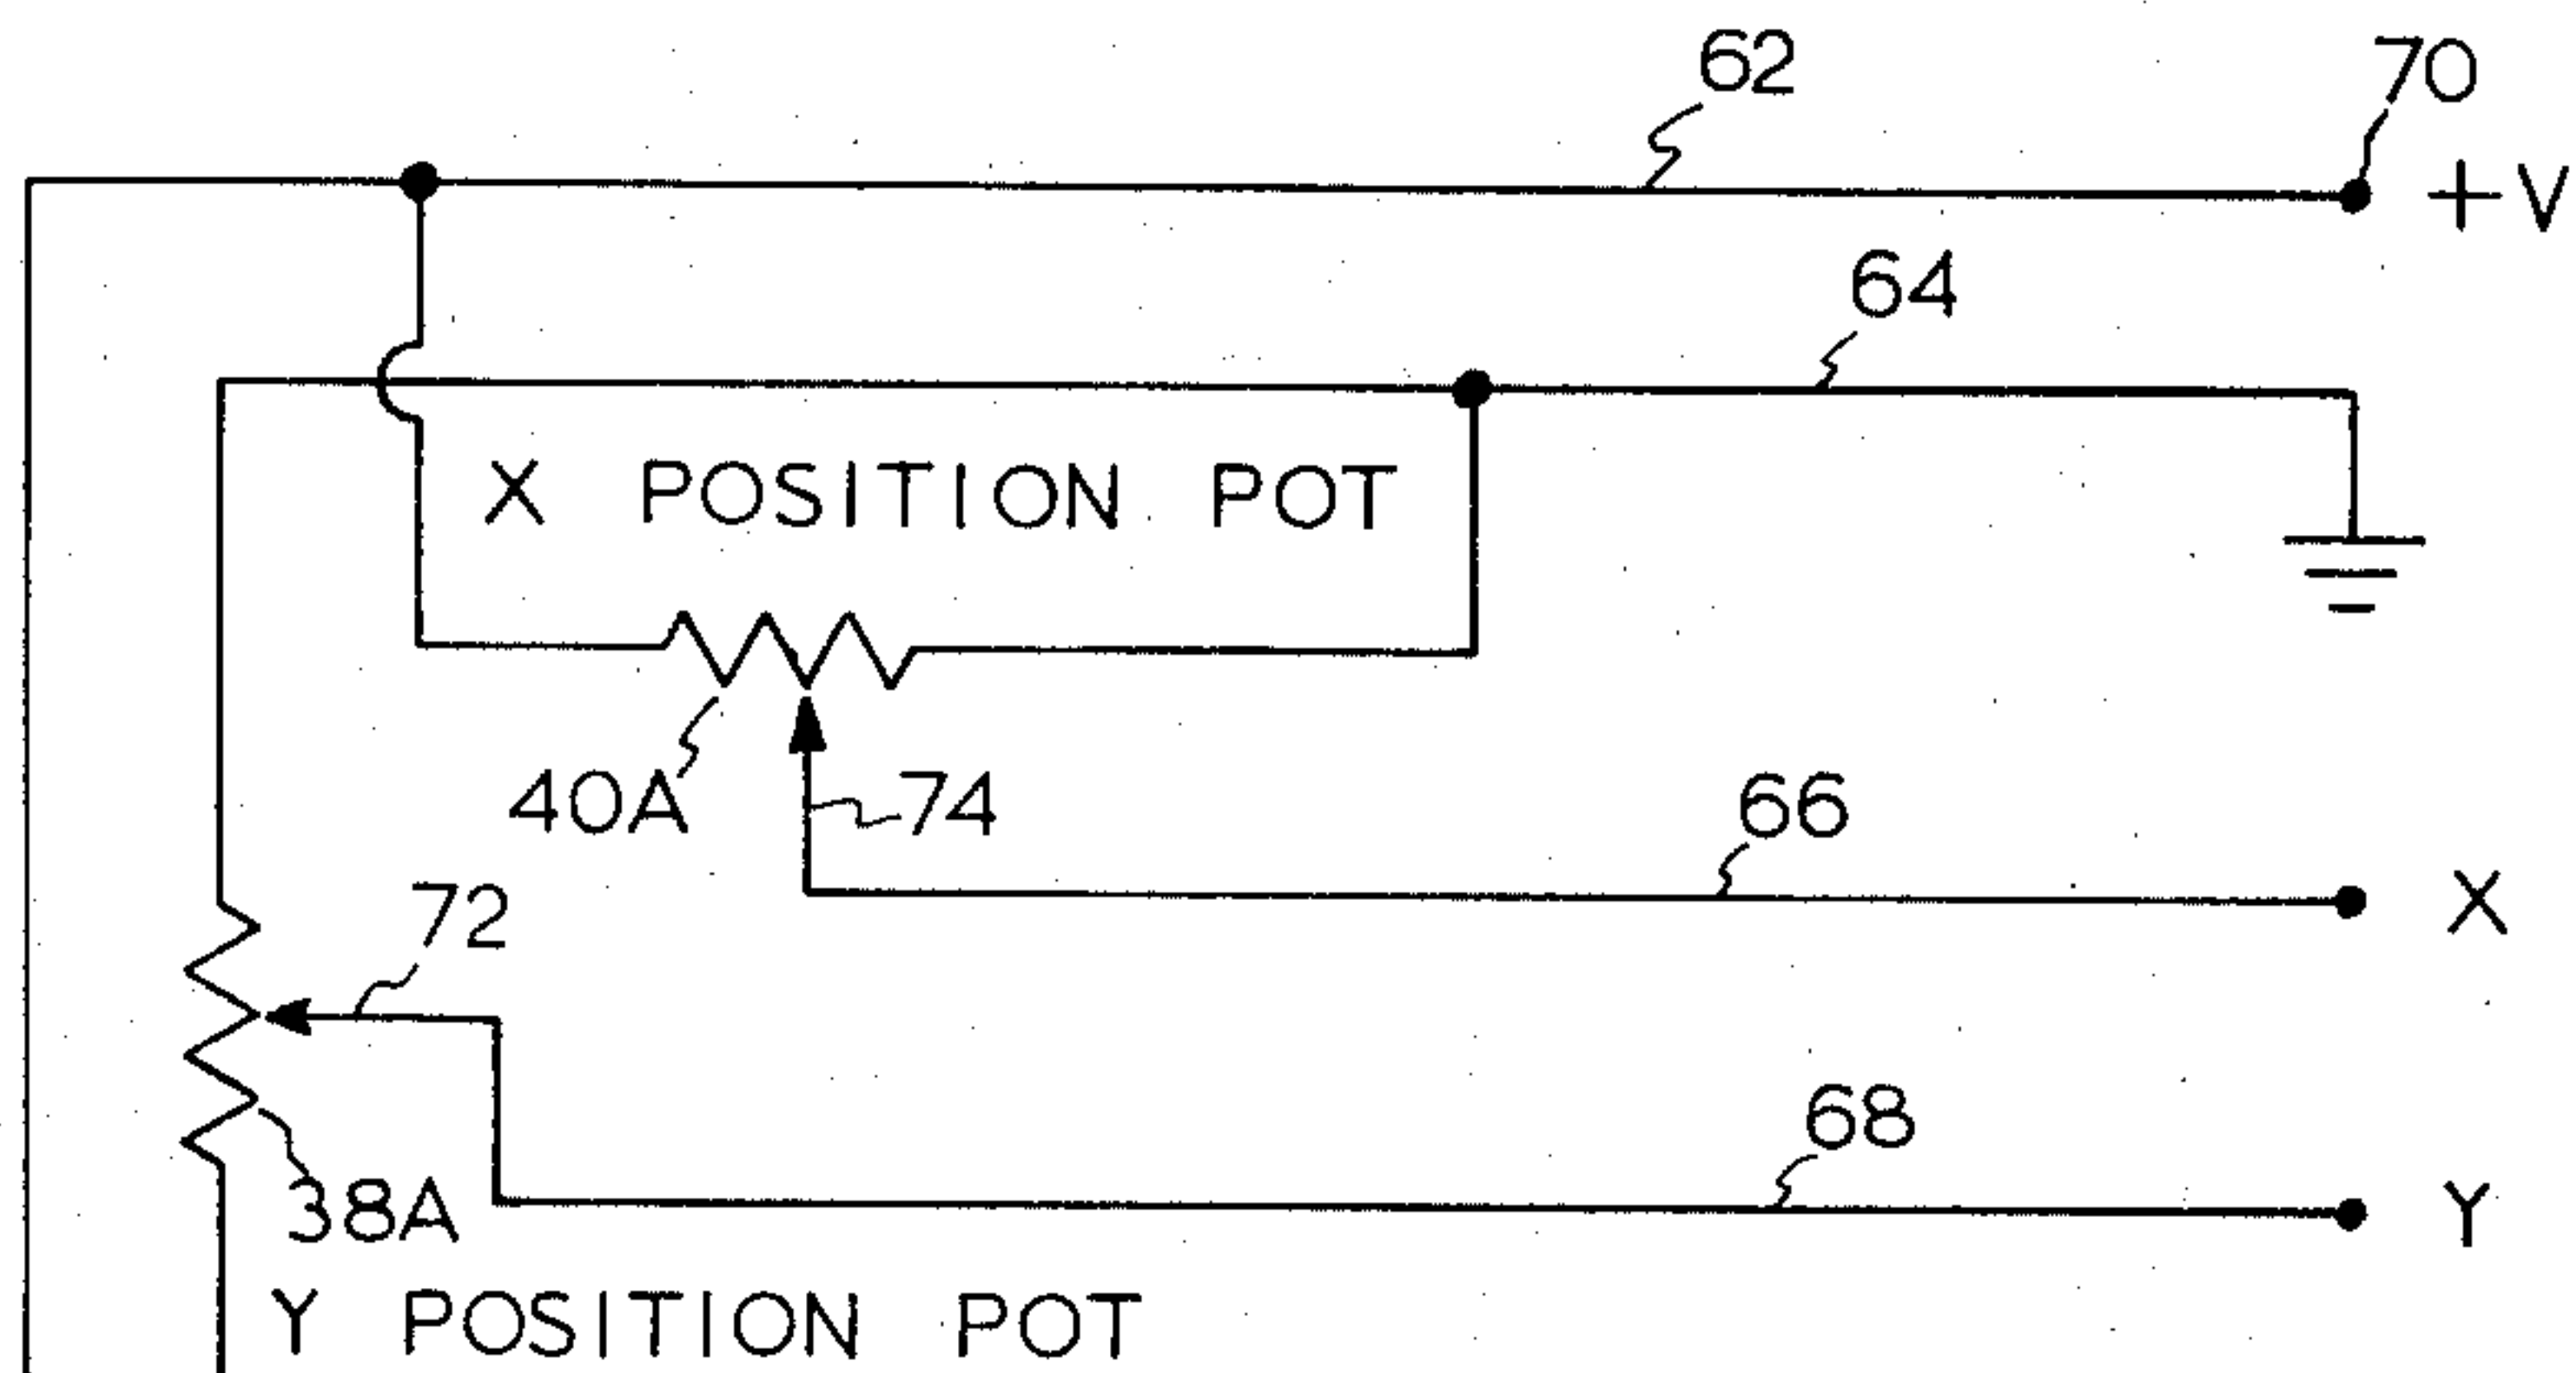 62
70
+V
64
X POSITION POT
40A
74
66
X
72
68
38A
Y
Y POSITION POT